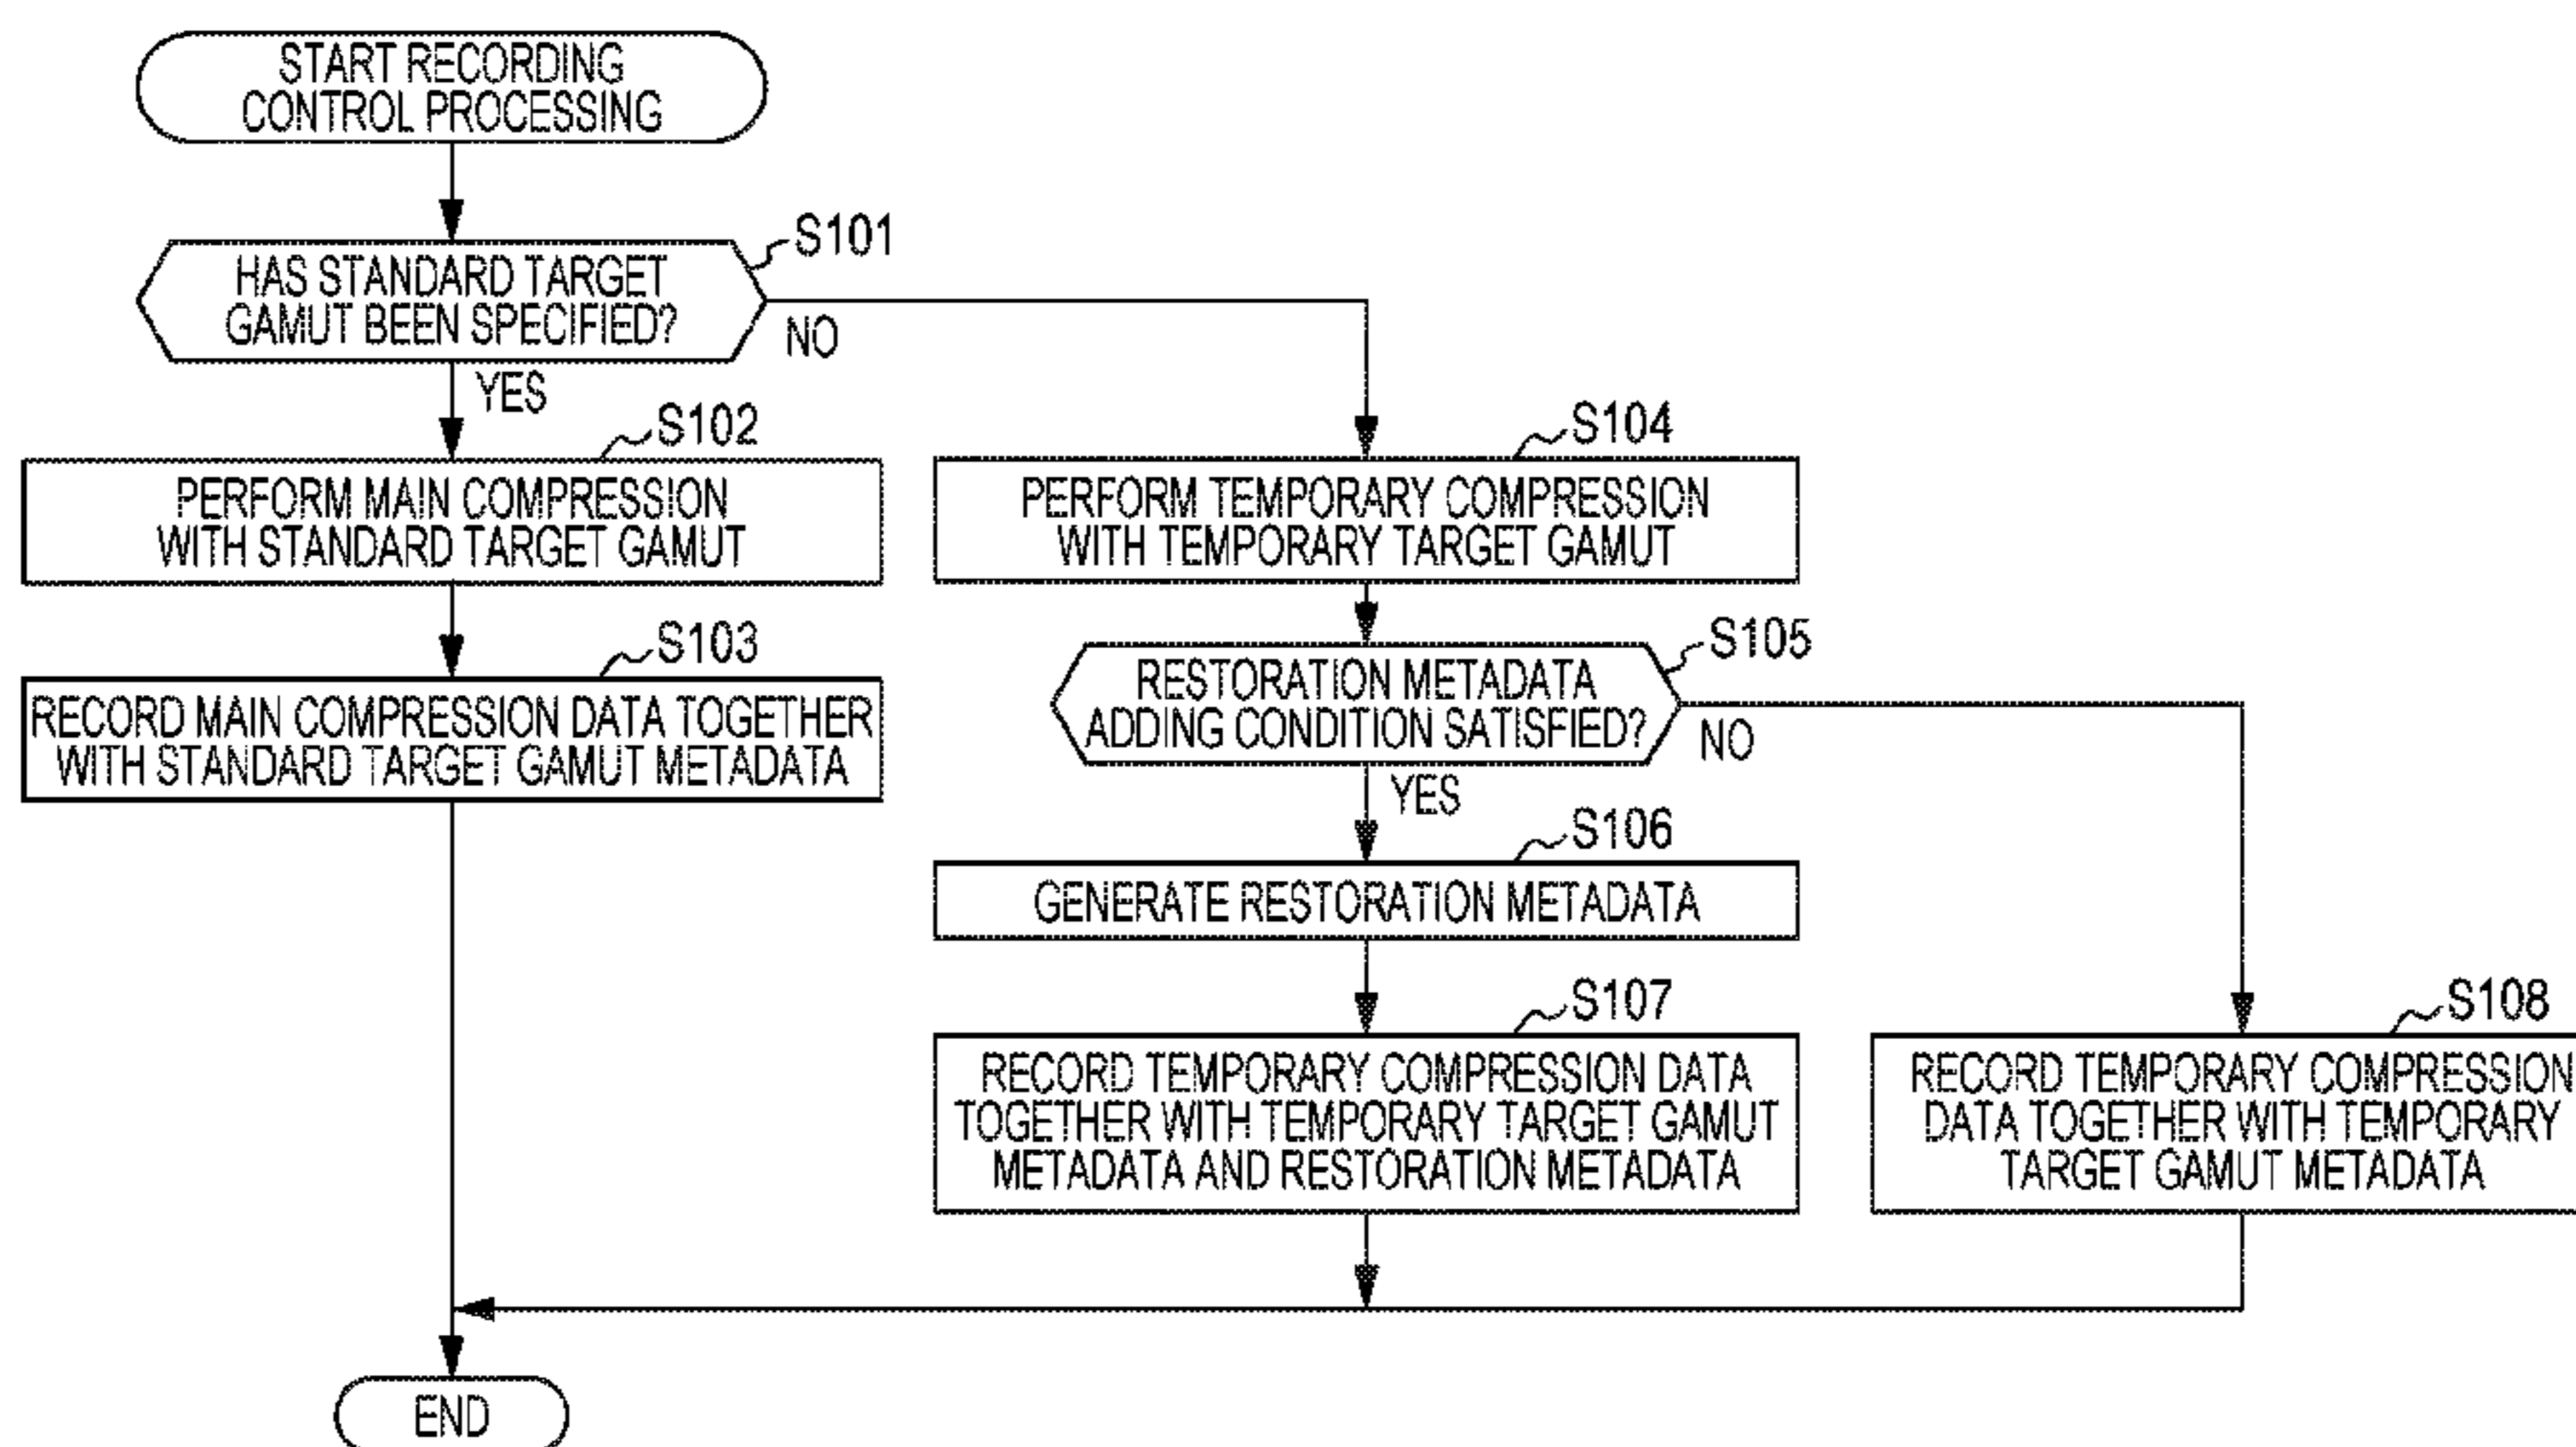 START RECORDING
CONTROL PROCESSING
S101
HAS STANDARD TARGET
GAMUT BEEN SPECIFIED?
NO
YES
S102
PERFORM MAIN COMPRESSION
WITH STANDARD TARGET GAMUT
S103
RECORD MAIN COMPRESSION DATA TOGETHER
WITH STANDARD TARGET GAMUT METADATA
S104
PERFORM TEMPORARY COMPRESSION
WITH TEMPORARY TARGET GAMUT
S105
RESTORATION METADATA
ADDING CONDITION SATISFIED?
NO
YES
S106
GENERATE RESTORATION METADATA
S107
RECORD TEMPORARY COMPRESSION DATA
TOGETHER WITH TEMPORARY TARGET GAMUT
METADATA AND RESTORATION METADATA
S108
RECORD TEMPORARY COMPRESSION
DATA TOGETHER WITH TEMPORARY
TARGET GAMUT METADATA
END